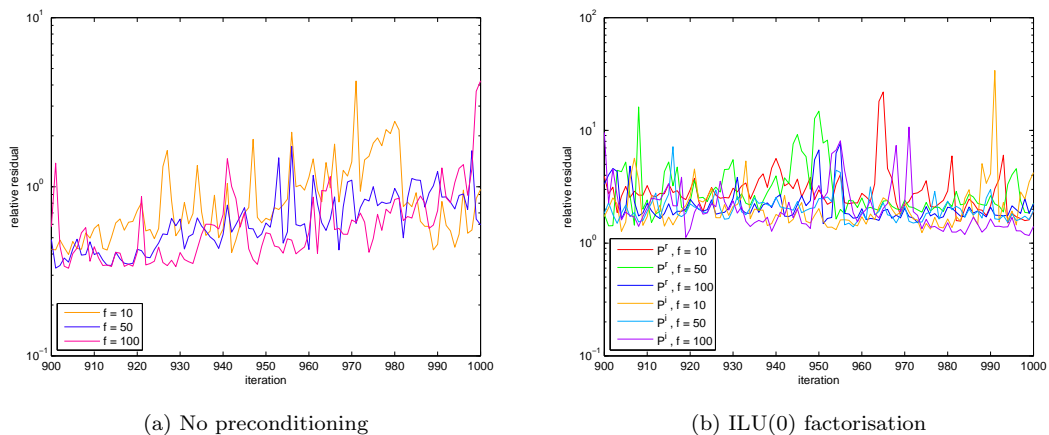 10^1
10^0
10^-1
relative residual
900 910 920 930 940 950 960 970 980 990 1000
iteration
f = 10
f = 50
f = 100
(a) No preconditioning
10^2
10^1
10^0
10^-1
relative residual
900 910 920 930 940 950 960 970 980 990 1000
iteration
P^r, f = 10
P^r, f = 50
P^r, f = 100
P^i, f = 10
P^i, f = 50
P^i, f = 100
(b) ILU(0) factorisation